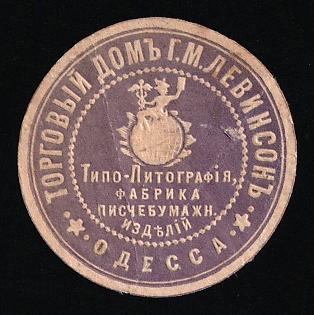 ТОРГОВЫЙ ДОМЪ Г.М.ЛЕВИНСОНЪ
Типо-Литографія,
ФАБРИКА
ПИСЧЕБУМАЖН.
ИЗДѢЛІЙ
ОДЕССА